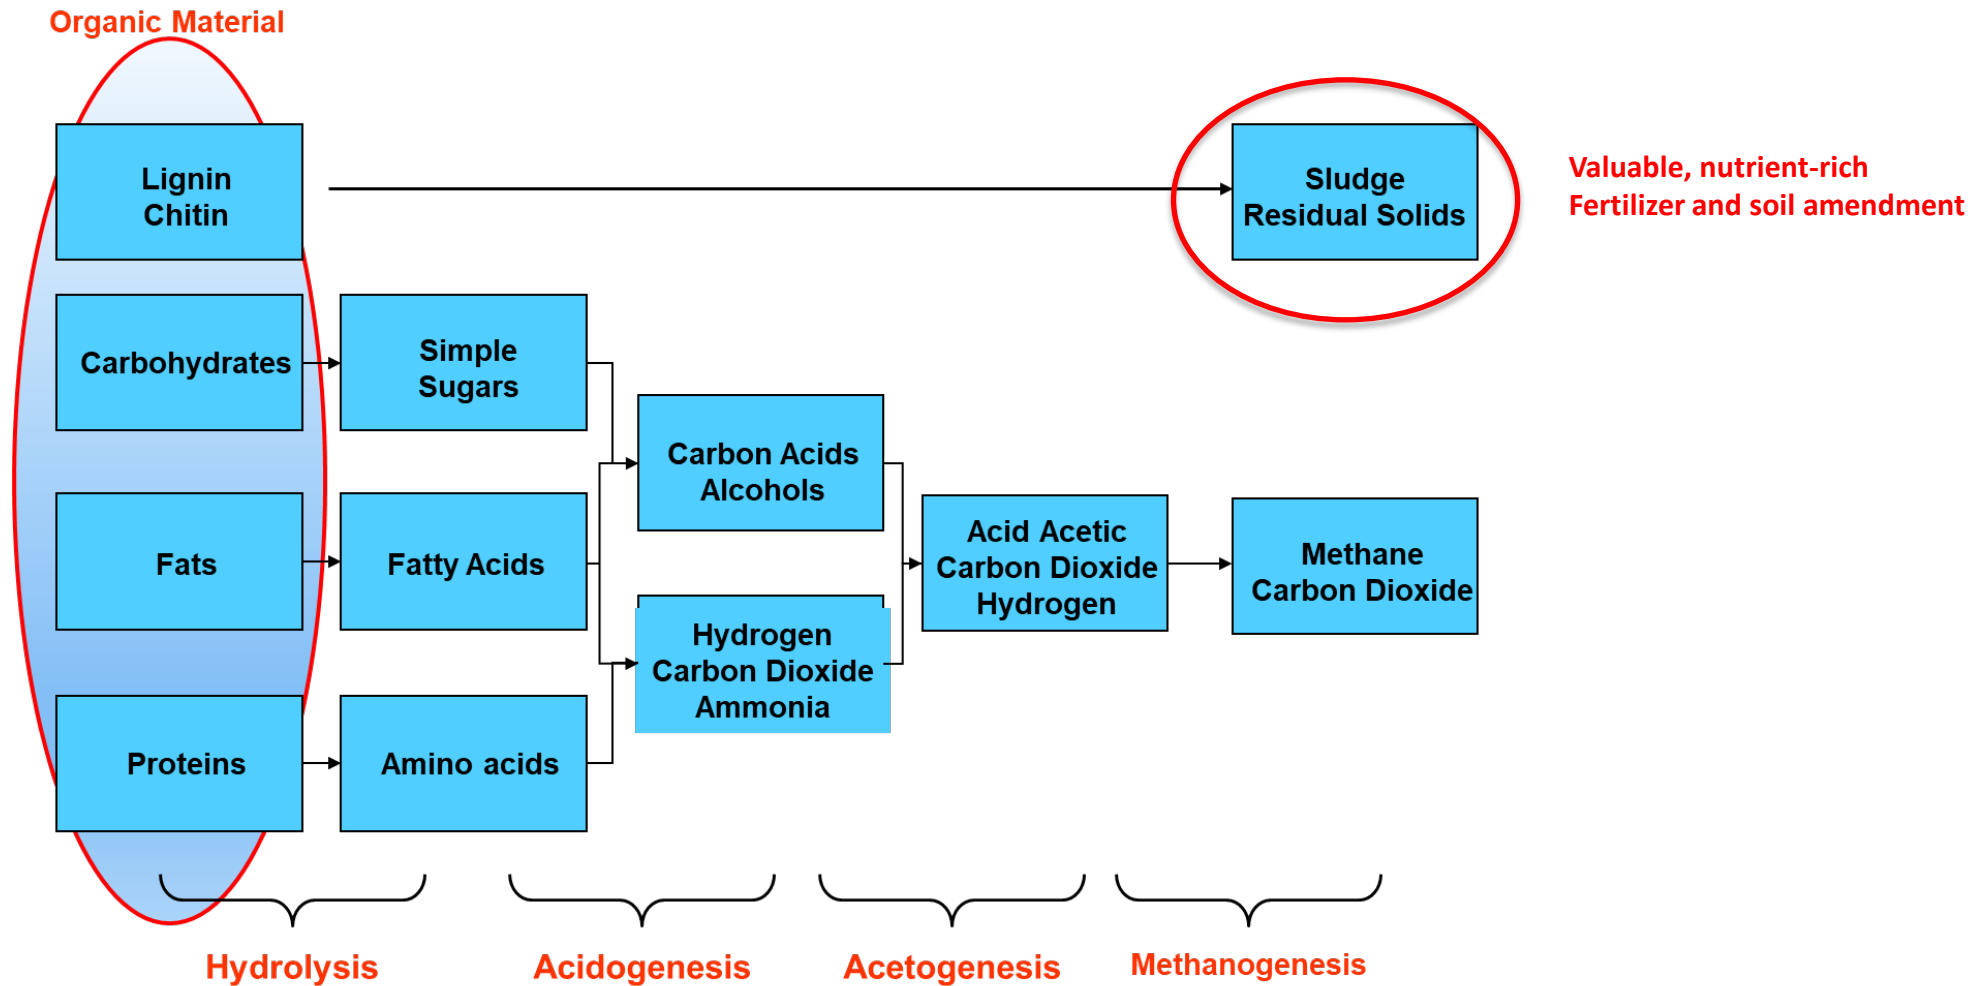 Organic Material
Lignin
Chitin
Sludge
Residual Solids
Valuable, nutrient-rich
Fertilizer and soil amendment
Carbohydrates
Simple
Sugars
Carbon Acids
Alcohols
Fats
Fatty Acids
Acid Acetic
Carbon Dioxide
Hydrogen
Methane
Carbon Dioxide
Hydrogen
Carbon Dioxide
Ammonia
Proteins
Amino acids
Hydrolysis
Acidogenesis
Acetogenesis
Methanogenesis